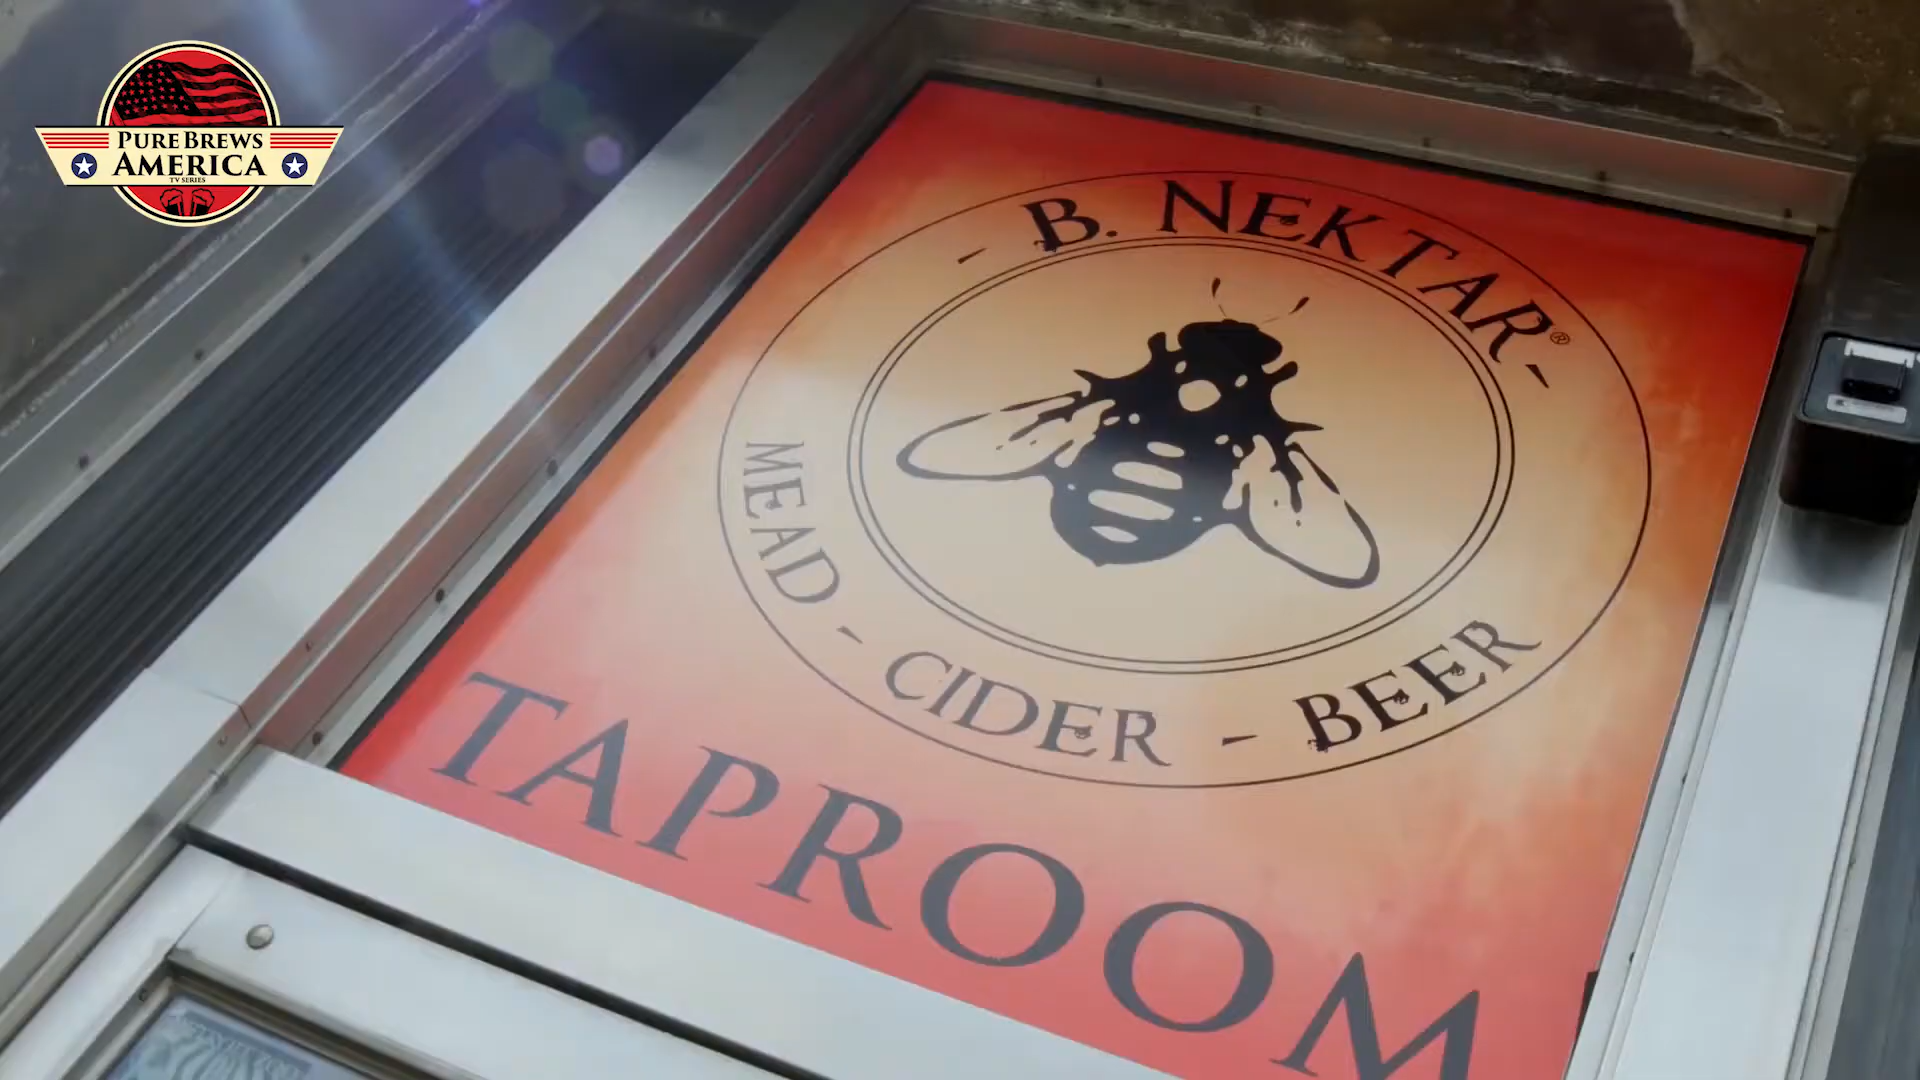 PURE BREWS
AMERICA
TV SERIES
- B. NEKTAR® -
MEAD - CIDER - BEER
TAPROOM